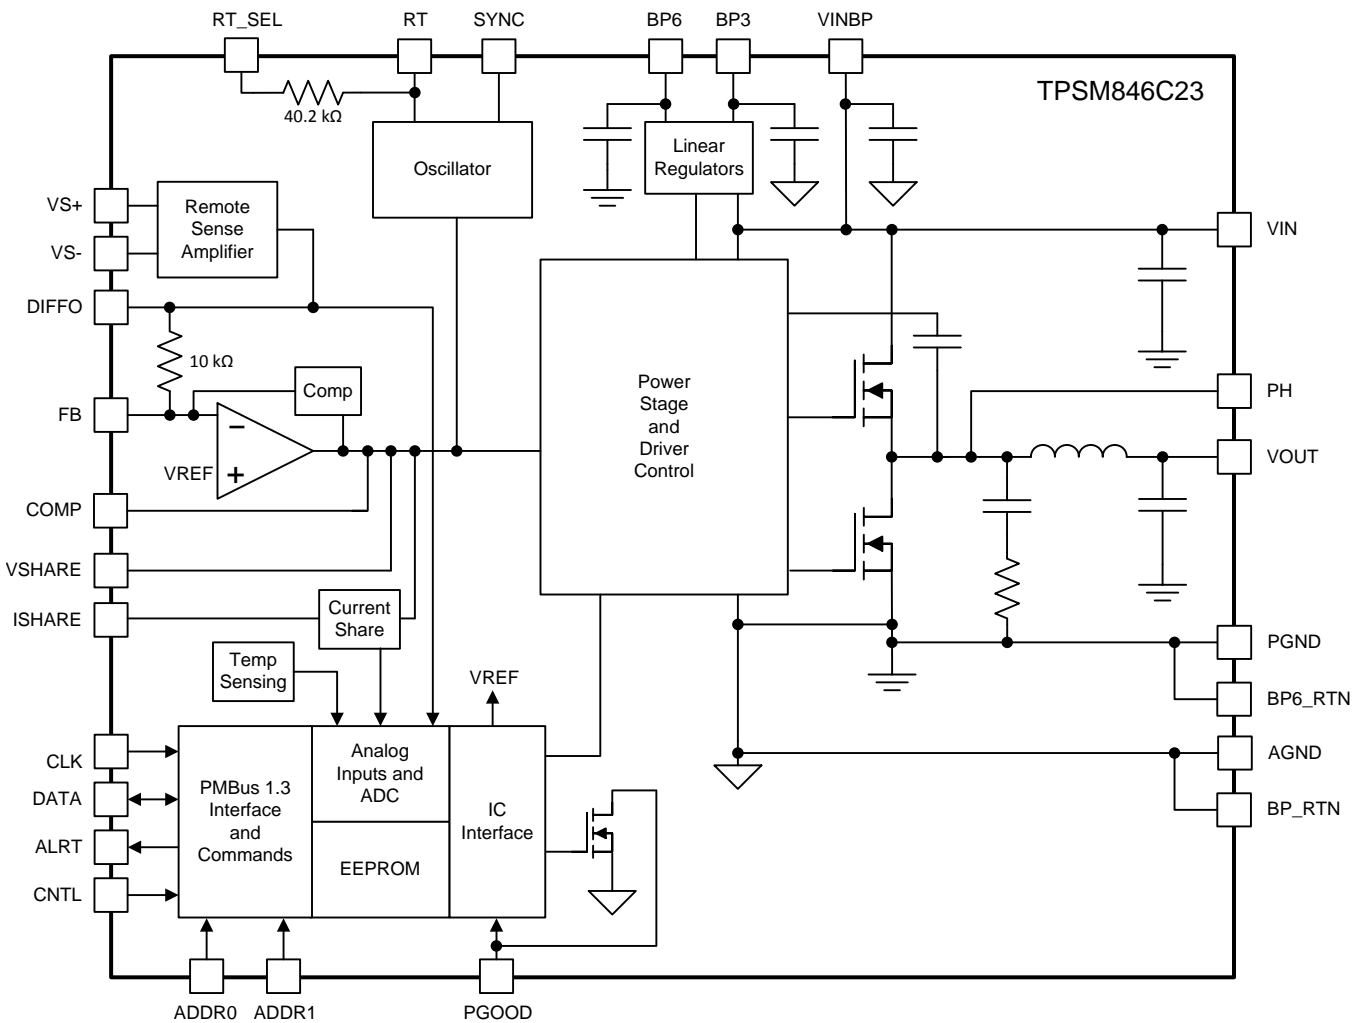 RT_SEL
RT
SYNC
BP6
BP3
VINBP
TPSM846C23
40.2 kΩ
Oscillator
Linear
Regulators
VS+
VS-
Remote
Sense
Amplifier
VIN
DIFFO
10 kΩ
Comp
FB
VREF
Power
Stage
and
Driver
Control
PH
VOUT
COMP
VSHARE
ISHARE
Current
Share
Temp
Sensing
VREF
PGND
BP6_RTN
AGND
BP_RTN
CLK
DATA
ALRT
CNTL
PMBus 1.3
Interface
and
Commands
Analog
Inputs and
ADC
EEPROM
IC
Interface
ADDR0
ADDR1
PGOOD